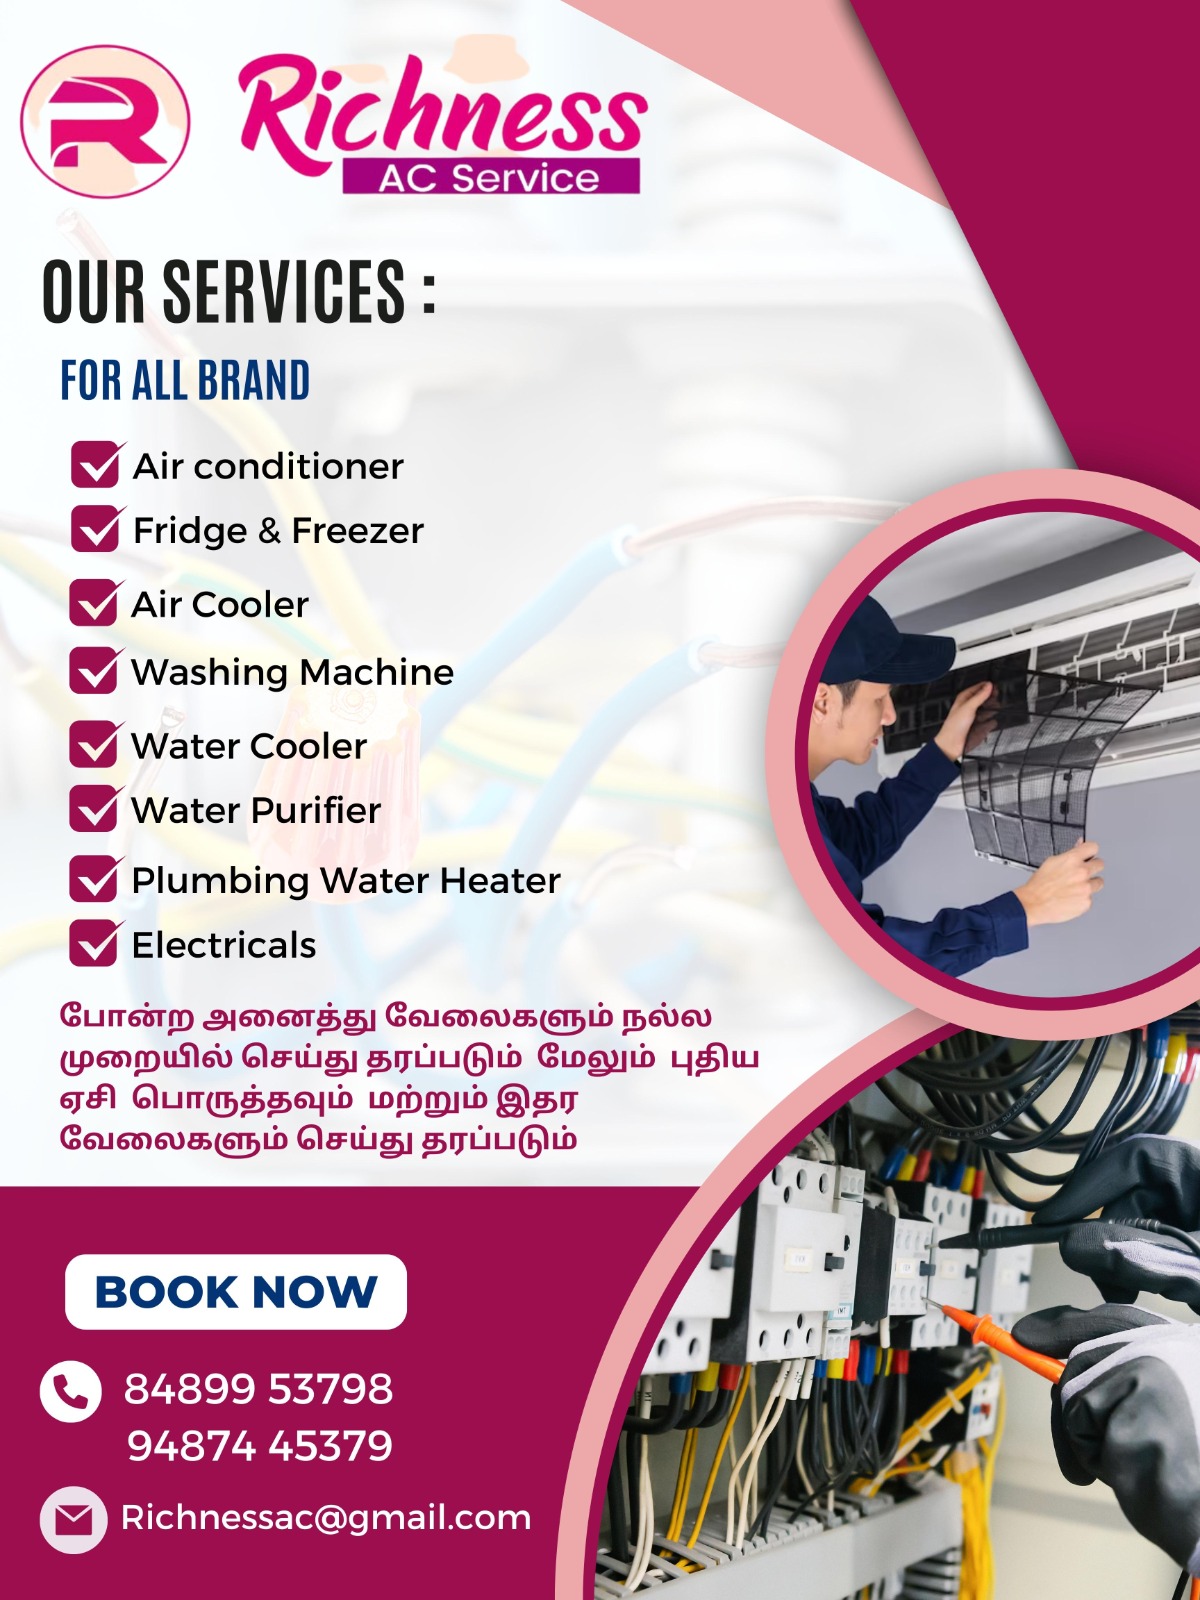 R
Richness
AC Service
OUR SERVICES :
FOR ALL BRAND
Air conditioner
Fridge & Freezer
Air Cooler
Washing Machine
Water Cooler
Water Purifier
Plumbing Water Heater
Electricals
போன்ற அனைத்து வேலைகளும் நல்ல
முறையில் செய்து தரப்படும் மேலும் புதிய
ஏசி பொருத்தவும் மற்றும் இதர
வேலைகளும் செய்து தரப்படும்
BOOK NOW
84899 53798
94874 45379
Richnessac@gmail.com